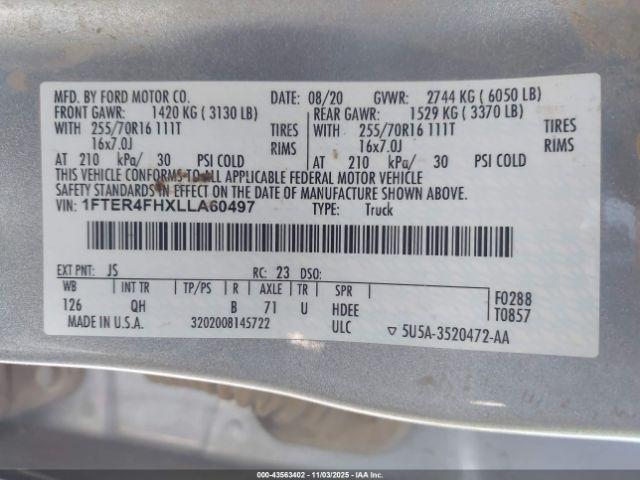 MFD. BY FORD MOTOR CO. DATE: 08/20 GVWR: 2744 KG ( 6050 LB)
FRONT GAWR: 1420 KG ( 3130 LB) REAR GAWR: 1529 KG ( 3370 LB)
WITH 255/70R16 111T TIRES WITH 255/70R16 111T TIRES
16x7.0J RIMS 16x7.0J RIMS
AT 210 kPa/ 30 PSI COLD AT 210 kPa/ 30 PSI COLD
THIS VEHICLE CONFORMS TO ALL APPLICABLE FEDERAL MOTOR VEHICLE
SAFETY STANDARDS IN EFFECT ON THE DATE OF MANUFACTURE SHOWN ABOVE.
VIN: 1FTER4FHXLLA60497 TYPE: Truck
EXT PNT: JS RC: 23 DSO:
WB INT TR TP/PS R AXLE TR SPR F0288
126 QH B 71 U HDEE T0857
MADE IN U.S.A. 3202008145722 ULC ▽ 5U5A-3520472-AA
000-43563402 - 11/03/2025 - IAA, Inc.